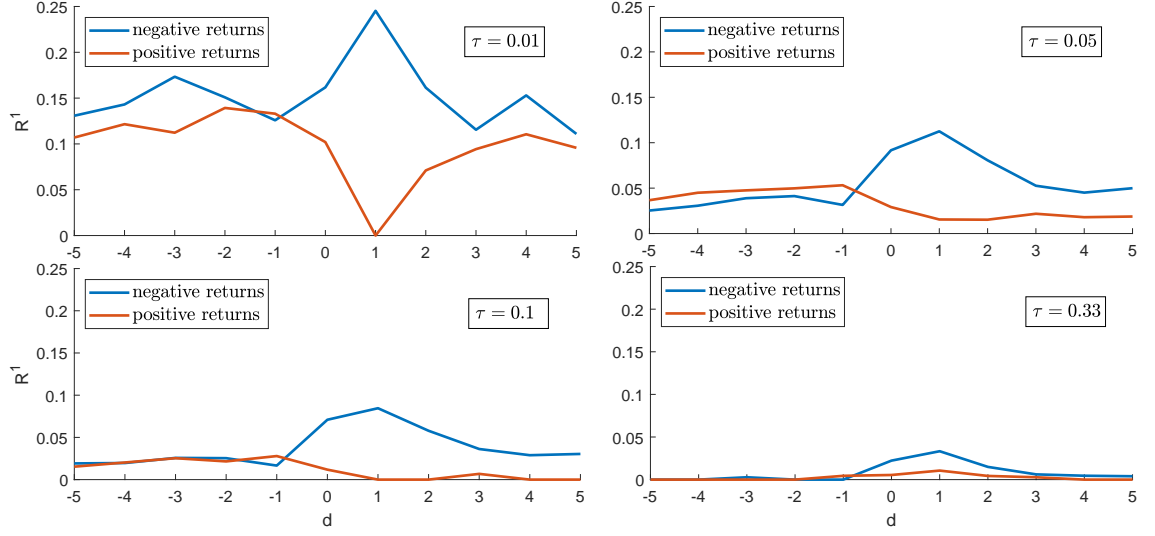 0.25
0.2
0.15
0.1
0.05
0
R¹
negative returns
positive returns
τ = 0.01
-5 -4 -3 -2 -1 0 1 2 3 4 5
0.25
0.2
0.15
0.1
0.05
0
negative returns
positive returns
τ = 0.05
-5 -4 -3 -2 -1 0 1 2 3 4 5
0.25
0.2
0.15
0.1
0.05
0
R¹
negative returns
positive returns
τ = 0.1
-5 -4 -3 -2 -1 0 1 2 3 4 5
d
0.25
0.2
0.15
0.1
0.05
0
negative returns
positive returns
τ = 0.33
-5 -4 -3 -2 -1 0 1 2 3 4 5
d